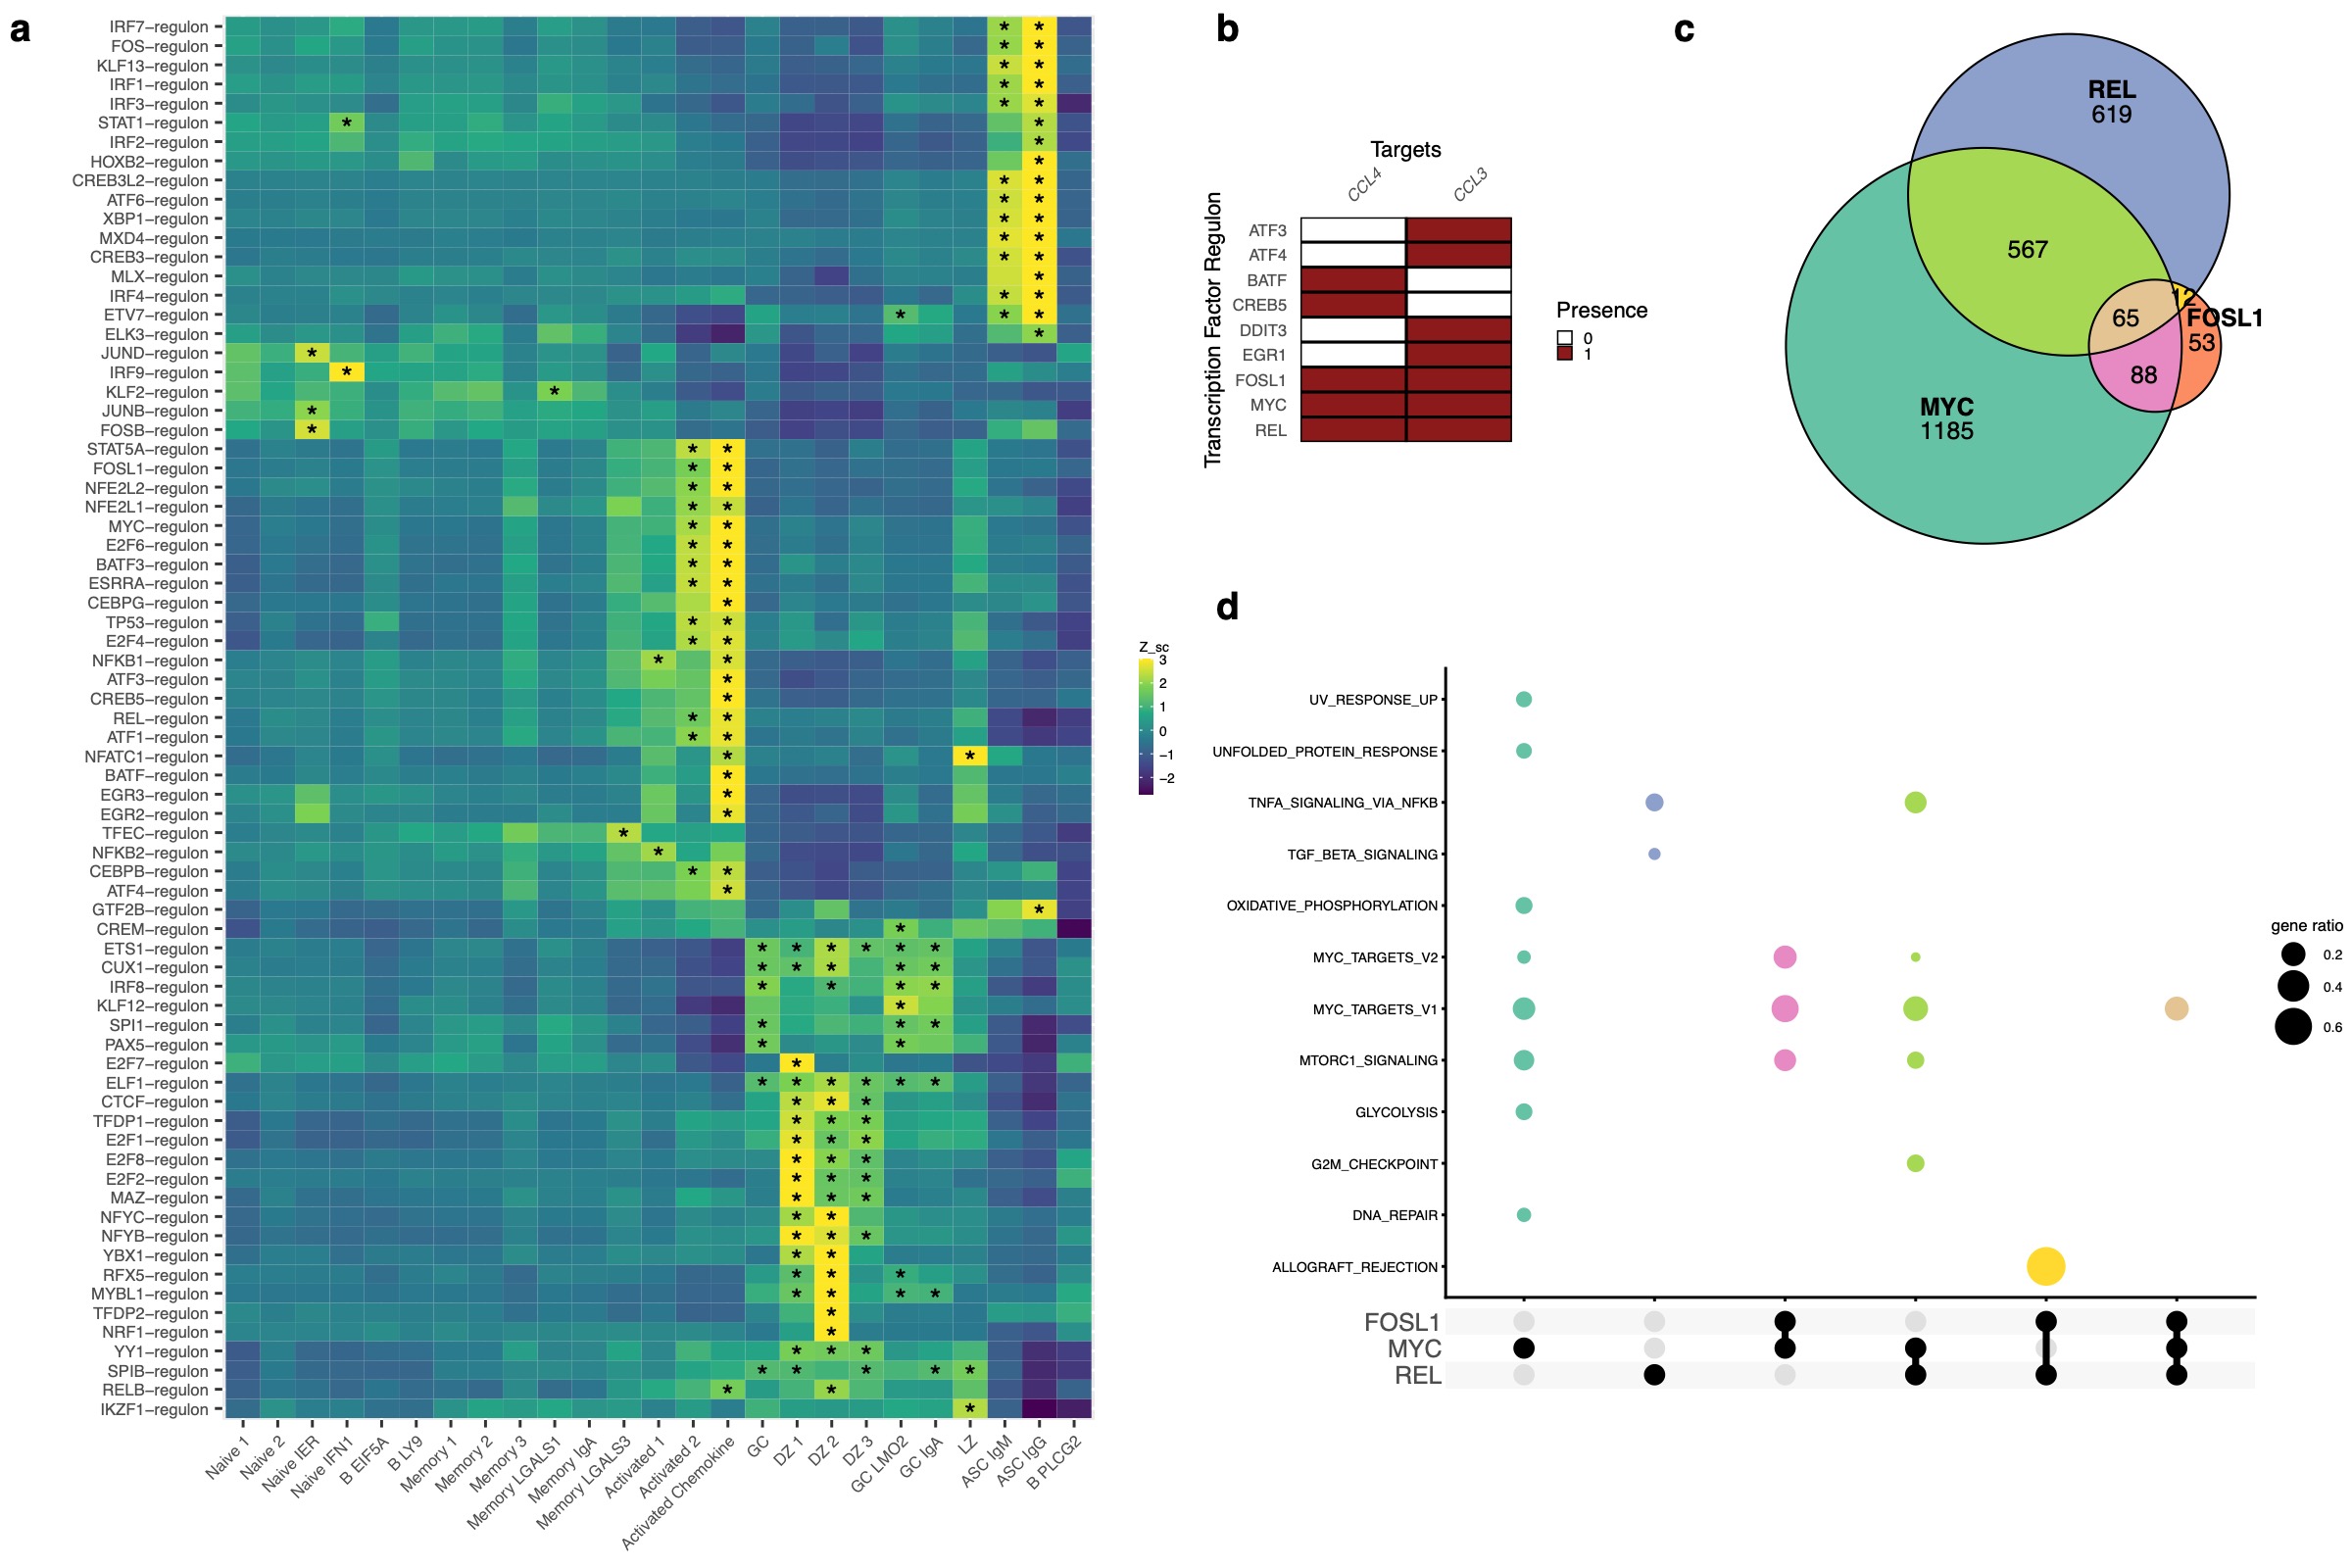 a
IRF7-regulon
FOS-regulon
KLF13-regulon
IRF1-regulon
IRF3-regulon
STAT1-regulon
IRF2-regulon
HOXB2-regulon
CREB3L2-regulon
ATF6-regulon
XBP1-regulon
MXD4-regulon
CREB3-regulon
MLX-regulon
IRF4-regulon
ETV7-regulon
ELK3-regulon
JUND-regulon
IRF9-regulon
KLF2-regulon
JUNB-regulon
FOSB-regulon
STAT5A-regulon
FOSL1-regulon
NFE2L2-regulon
NFE2L1-regulon
MYC-regulon
E2F6-regulon
BATF3-regulon
ESRRA-regulon
CEBPG-regulon
TP53-regulon
E2F4-regulon
NFKB1-regulon
ATF3-regulon
CREB5-regulon
REL-regulon
ATF1-regulon
NFATC1-regulon
BATF-regulon
EGR3-regulon
EGR2-regulon
TFEC-regulon
NFKB2-regulon
CEBPB-regulon
ATF4-regulon
GTF2B-regulon
CREM-regulon
ETS1-regulon
CUX1-regulon
IRF8-regulon
KLF12-regulon
SPI1-regulon
PAX5-regulon
E2F7-regulon
ELF1-regulon
CTCF-regulon
TFDP1-regulon
E2F1-regulon
E2F8-regulon
E2F2-regulon
MAZ-regulon
NFYC-regulon
NFYB-regulon
YBX1-regulon
RFX5-regulon
MYBL1-regulon
TFDP2-regulon
NRF1-regulon
YY1-regulon
SPIB-regulon
RELB-regulon
IKZF1-regulon
Naive 1
Naive 2
Naive IER
Naive IFN1
B EIF5A
B LY9
Memory 1
Memory 2
Memory 3
Memory LGALS1
Memory IgA
Memory LGALS3
Activated 1
Activated 2
Activated Chemokine
GC
DZ 1
DZ 2
DZ 3
GC LMO2
GC IgA
LZ
ASC IgM
ASC IgG
B PLCG2
Z_sc
3
2
1
0
−1
−2
b
Targets
CCL4
CCL3
Transcription Factor Regulon
ATF3
ATF4
BATF
CREB5
DDIT3
EGR1
FOSL1
MYC
REL
Presence
0
1
c
REL
619
567
12
65
FOSL1
53
88
MYC
1185
d
UV_RESPONSE_UP
UNFOLDED_PROTEIN_RESPONSE
TNFA_SIGNALING_VIA_NFKB
TGF_BETA_SIGNALING
OXIDATIVE_PHOSPHORYLATION
MYC_TARGETS_V2
MYC_TARGETS_V1
MTORC1_SIGNALING
GLYCOLYSIS
G2M_CHECKPOINT
DNA_REPAIR
ALLOGRAFT_REJECTION
FOSL1
MYC
REL
gene ratio
0.2
0.4
0.6